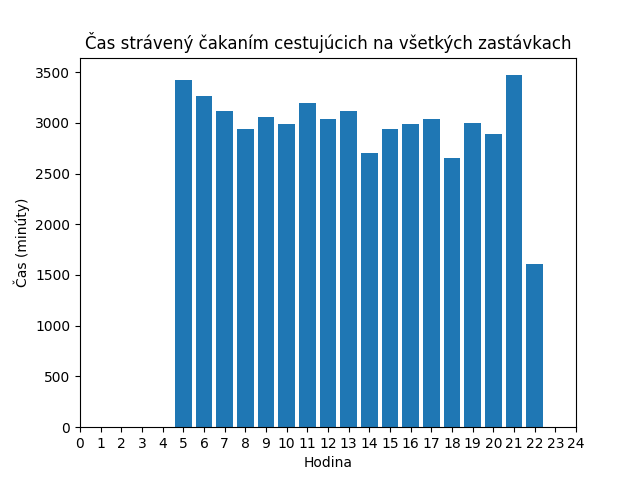 Čas strávený čakaním cestujúcich na všetkých zastávkach
Čas (minúty)
3500
3000
2500
2000
1500
1000
500
0
0 1 2 3 4 5 6 7 8 9 10 11 12 13 14 15 16 17 18 19 20 21 22 23 24
Hodina